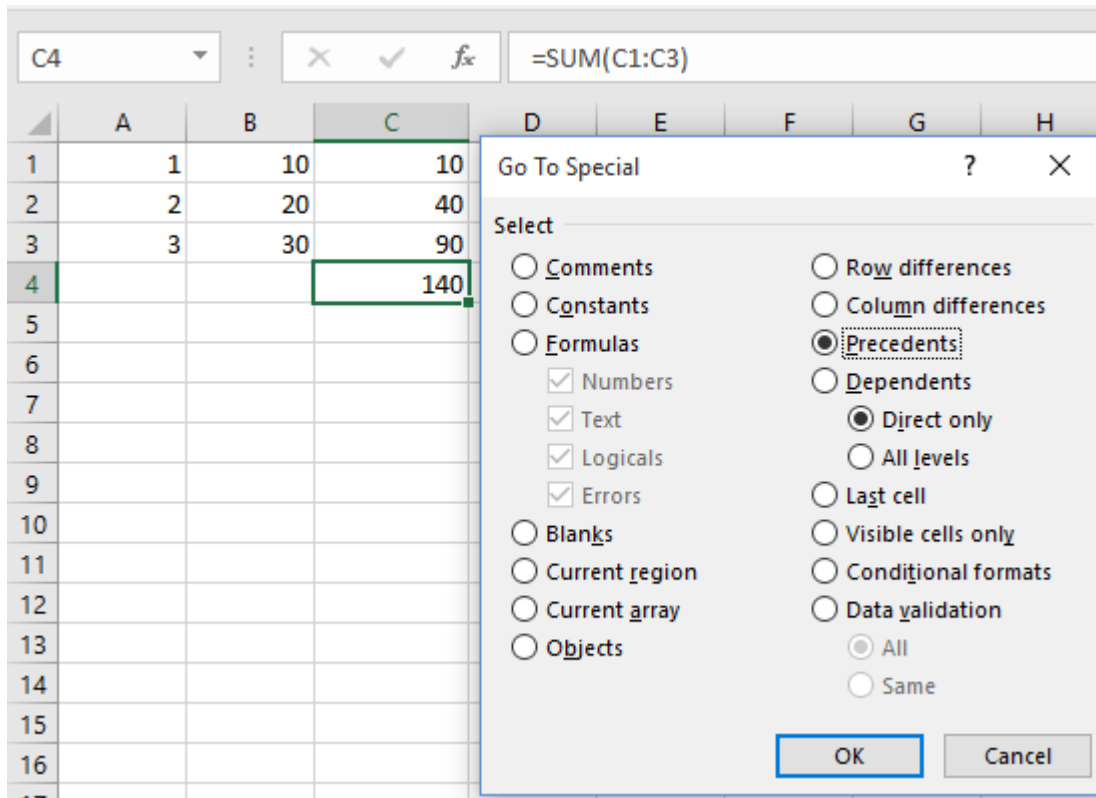 C4 fx =SUM(C1:C3)
A B C D E F G H
1 1 10 10
2 2 20 40
3 3 30 90
4 140
5
6
7
8
9
10
11
12
13
14
15
16
Go To Special ? ×
Select
Comments
Constants
Formulas
Numbers
Text
Logicals
Errors
Blanks
Current region
Current array
Objects
Row differences
Column differences
Precedents
Dependents
Direct only
All levels
Last cell
Visible cells only
Conditional formats
Data validation
All
Same
OK Cancel